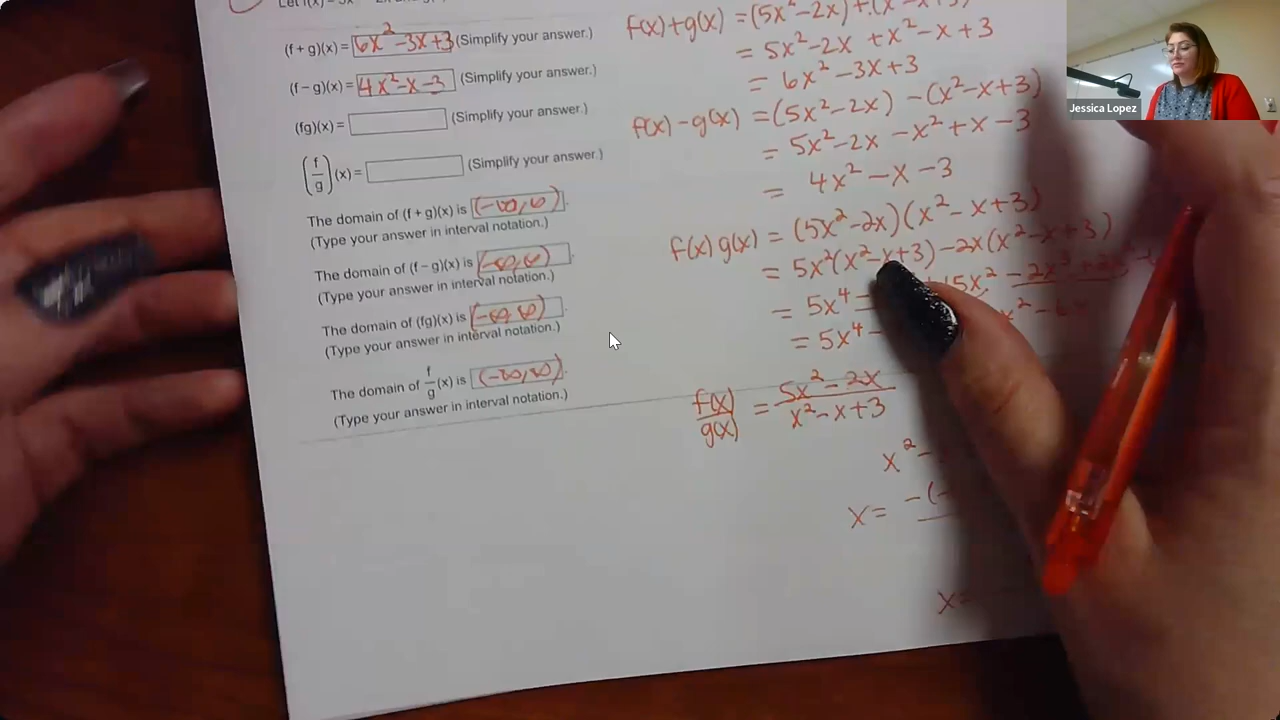 (f + g)(x) = 6x² - 3x + 3 (Simplify your answer.)
(f - g)(x) = 4x² - x - 3 (Simplify your answer.)
(fg)(x) = (Simplify your answer.)
(f/g)(x) = (Simplify your answer.)
The domain of (f + g)(x) is (-∞, ∞).
(Type your answer in interval notation.)
The domain of (f - g)(x) is (-∞, ∞)
(Type your answer in interval notation.)
The domain of (fg)(x) is (-∞, ∞)
(Type your answer in interval notation.)
The domain of f/g (x) is (-∞, ∞).
(Type your answer in interval notation.)
f(x) + g(x) = (5x² - 2x) +
= 5x² - 2x + x² - x + 3
= 6x² - 3x + 3
f(x) - g(x) = (5x² - 2x) - (x² - x + 3)
= 5x² - 2x - x² + x - 3
= 4x² - x - 3
f(x) g(x) = (5x² - 2x)(x² - x + 3)
= 5x²(x² - x + 3) - 2x(x² - x + 3)
= 5x⁴ - 15x² - 2x³
= 5x⁴ -
f(x)/g(x) = 5x² - 2x / x² - x + 3
x² -
x = -(-
x =
Jessica Lopez